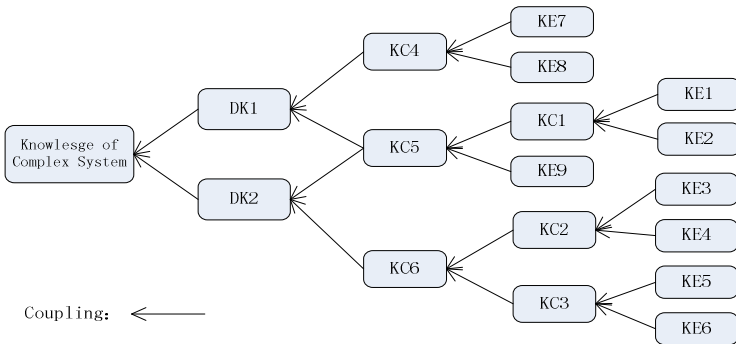 KE7
KC4
KE8
KE1
DK1
KC1
KE2
Knowlesge of
Complex System
KC5
KE9
KE3
DK2
KC2
KE4
KC6
KE5
KC3
Coupling:
KE6